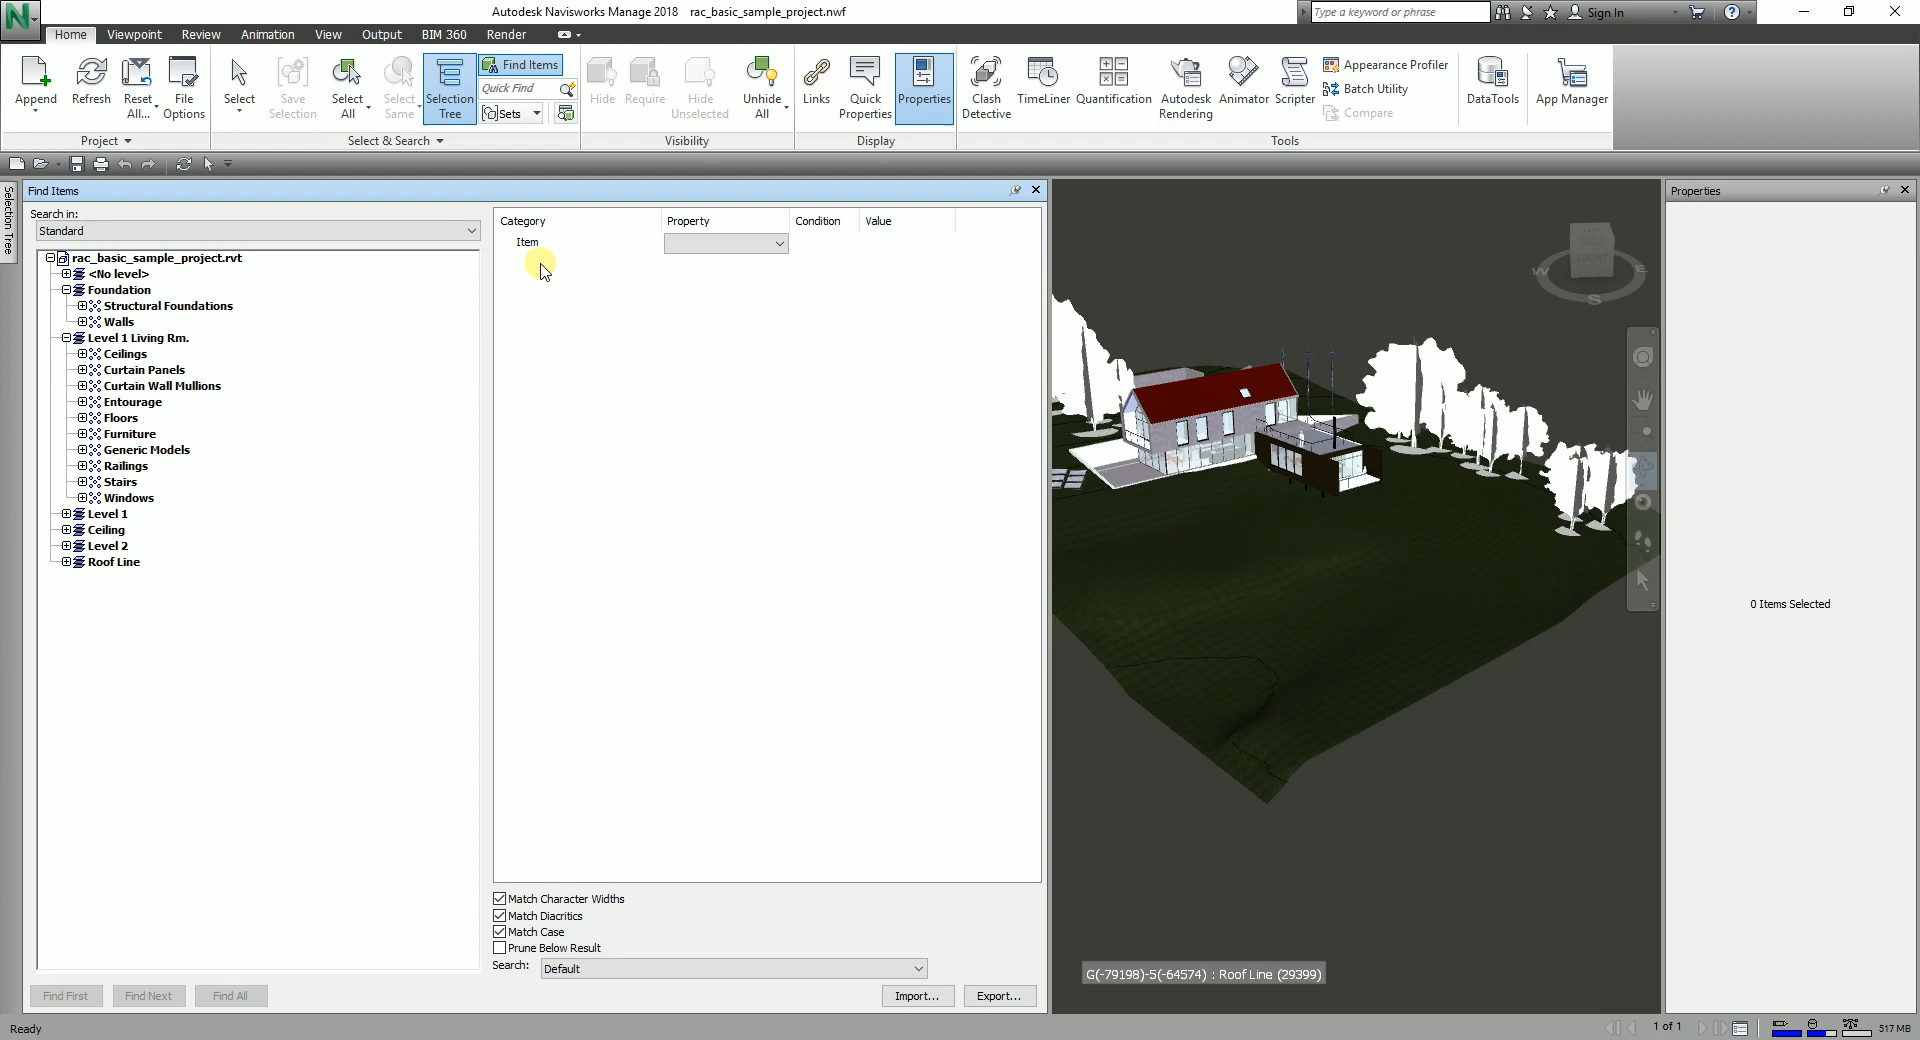 Autodesk Navisworks Manage 2018 rac_basic_sample_project.nwf
Type a keyword or phrase
Sign In
Home Viewpoint Review Animation View Output BIM 360 Render
Append
Refresh
Reset All...
File Options
Select
Save Selection
Select All
Select Same
Selection Tree
Find Items
Quick Find
Sets
Hide
Require
Hide Unselected
Unhide All
Links
Quick Properties
Properties
Clash Detective
TimeLiner
Quantification
Autodesk Rendering
Animator
Scripter
Appearance Profiler
Batch Utility
Compare
DataTools
App Manager
Project
Select & Search
Visibility
Display
Tools
Selection Tree
Find Items
Search in:
Standard
rac_basic_sample_project.rvt
<No level>
Foundation
Structural Foundations
Walls
Level 1 Living Rm.
Ceilings
Curtain Panels
Curtain Wall Mullions
Entourage
Floors
Furniture
Generic Models
Railings
Stairs
Windows
Level 1
Ceiling
Level 2
Roof Line
Category Property Condition Value
Item
Match Character Widths
Match Diacritics
Match Case
Prune Below Result
Search: Default
Find First Find Next Find All
Import... Export...
FRONT
W
E
S
G(-79198)-5(-64574) : Roof Line (29399)
Properties
0 Items Selected
Ready
1 of 1
517 MB